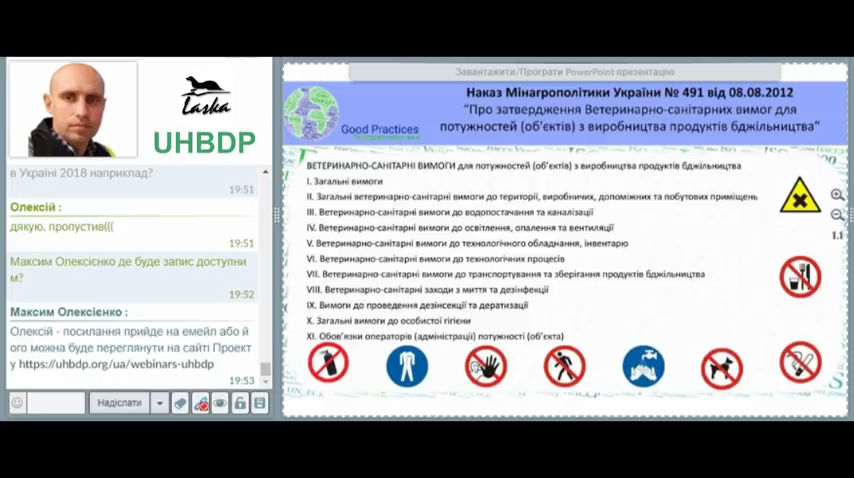 Laska
UHBDP
в Україні 2018 наприклад?
19:51
Олексій :
дякую, пропустив(((
19:51
Максим Олексієнко де буде запис доступни
м?
19:52
Максим Олексієнко :
Олексій - посилання прийде на емейл або й
ого можна буде переглянути на сайті Проект
у https://uhbdp.org/ua/webinars-uhbdp
19:53
Надіслати
Завантажити/Програти PowerPoint презентацію
Наказ Мінагрополітики України № 491 від 08.08.2012
"Про затвердження Ветеринарно-санітарних вимог для
потужностей (об'єктів) з виробництва продуктів бджільництва"
Good Practices
ВЕТЕРИНАРНО-САНІТАРНІ ВИМОГИ для потужностей (об'єктів) з виробництва продуктів бджільництва
I. Загальні вимоги
II. Загальні ветеринарно-санітарні вимоги до території, виробничих, допоміжних та побутових приміщень
III. Ветеринарно-санітарні вимоги до водопостачання та каналізації
IV. Ветеринарно-санітарні вимоги до освітлення, опалення та вентиляції
V. Ветеринарно-санітарні вимоги до технологічного обладнання, інвентарю
VI. Ветеринарно-санітарні вимоги до технологічних процесів
VII. Ветеринарно-санітарні вимоги до транспортування та зберігання продуктів бджільництва
VIII. Ветеринарно-санітарні заходи з миття та дезінфекції
IX. Вимоги до проведення дезінсекції та дератизації
X. Загальні вимоги до особистої гігієни
XI. Обов'язки операторів (адміністрації) потужності (об'єкта)
1.1